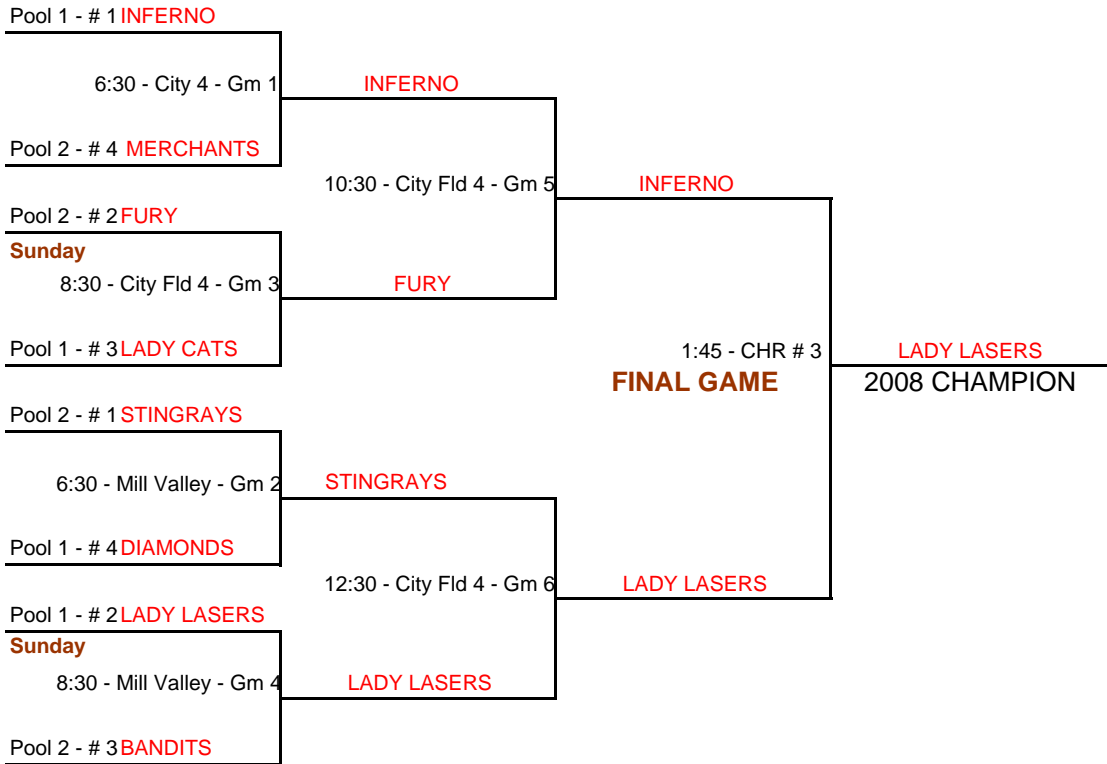 Pool 1 - # 1 INFERNO
6:30 - City 4 - Gm 1
INFERNO
Pool 2 - # 4 MERCHANTS
10:30 - City Fld 4 - Gm 5
INFERNO
Pool 2 - # 2 FURY
Sunday
8:30 - City Fld 4 - Gm 3
FURY
Pool 1 - # 3 LADY CATS
1:45 - CHR # 3
LADY LASERS
FINAL GAME
2008 CHAMPION
Pool 2 - # 1 STINGRAYS
6:30 - Mill Valley - Gm 2
STINGRAYS
Pool 1 - # 4 DIAMONDS
12:30 - City Fld 4 - Gm 6
LADY LASERS
Pool 1 - # 2 LADY LASERS
Sunday
8:30 - Mill Valley - Gm 4
LADY LASERS
Pool 2 - # 3 BANDITS